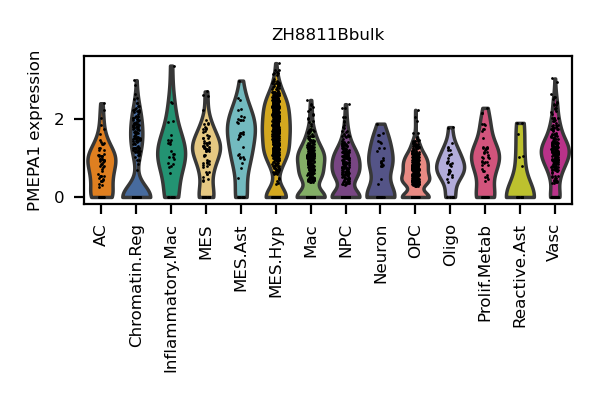 ZH8811Bbulk
PMEPA1 expression
2
0
AC
Chromatin.Reg
Inflammatory.Mac
MES
MES.Ast
MES.Hyp
Mac
NPC
Neuron
OPC
Oligo
Prolif.Metab
Reactive.Ast
Vasc